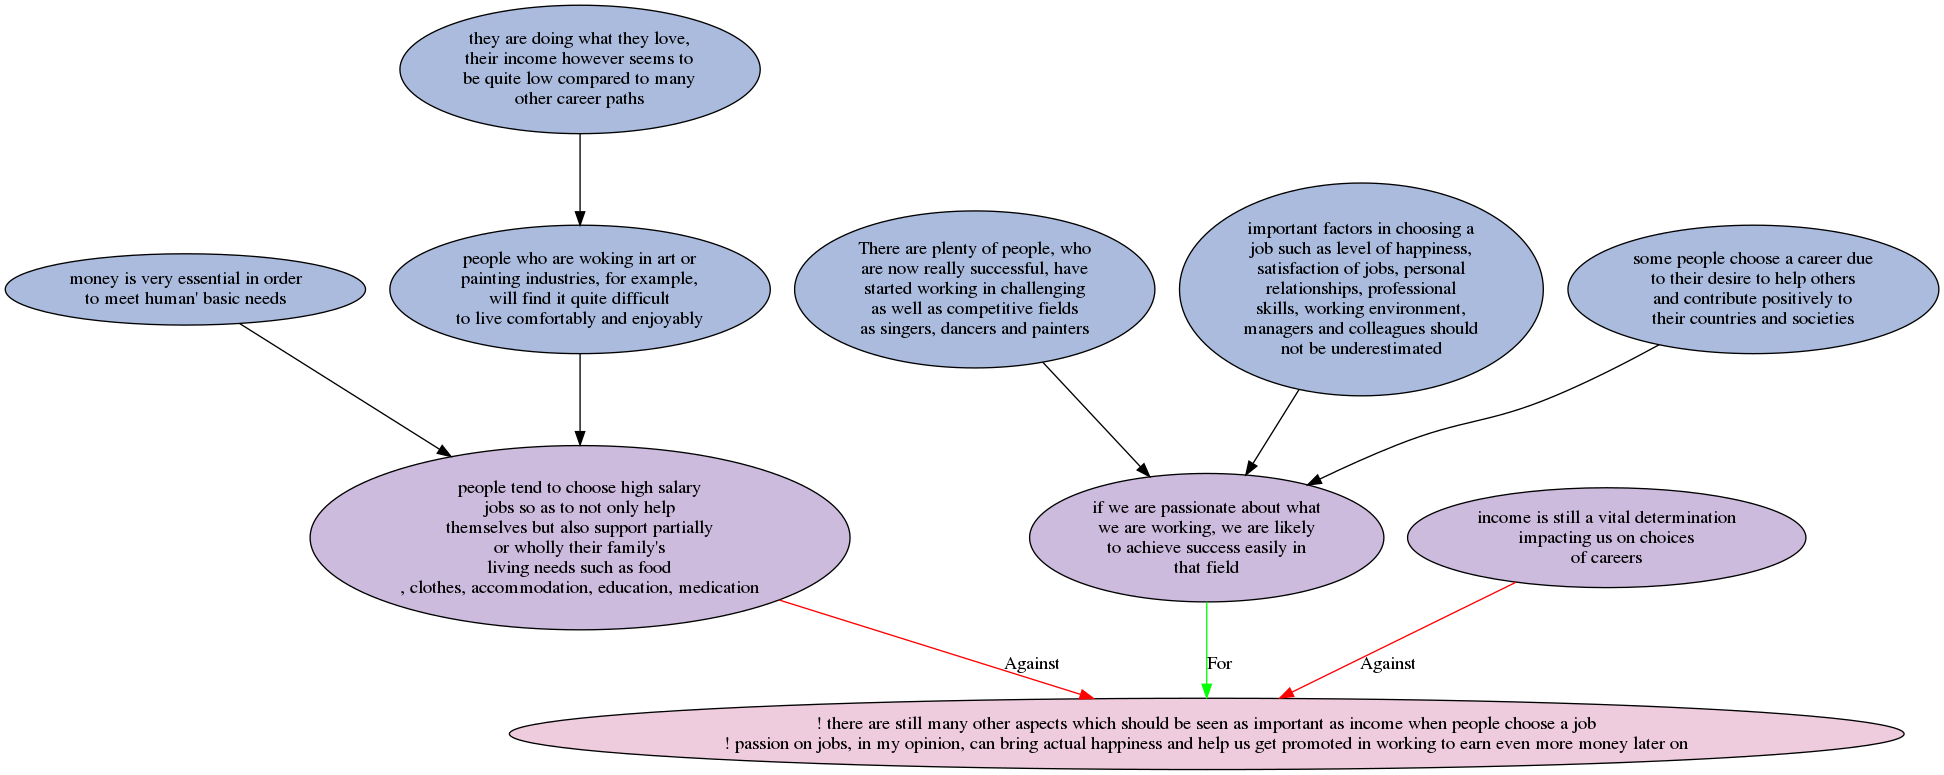 they are doing what they love,
their income however seems to
be quite low compared to many
other career paths
money is very essential in order
to meet human' basic needs
people who are woking in art or
painting industries, for example,
will find it quite difficult
to live comfortably and enjoyably
There are plenty of people, who
are now really successful, have
started working in challenging
as well as competitive fields
as singers, dancers and painters
important factors in choosing a
job such as level of happiness,
satisfaction of jobs, personal
relationships, professional
skills, working environment,
managers and colleagues should
not be underestimated
some people choose a career due
to their desire to help others
and contribute positively to
their countries and societies
people tend to choose high salary
jobs so as to not only help
themselves but also support partially
or wholly their family's
living needs such as food
, clothes, accommodation, education, medication
if we are passionate about what
we are working, we are likely
to achieve success easily in
that field
income is still a vital determination
impacting us on choices
of careers
Against
For
Against
! there are still many other aspects which should be seen as important as income when people choose a job
! passion on jobs, in my opinion, can bring actual happiness and help us get promoted in working to earn even more money later on